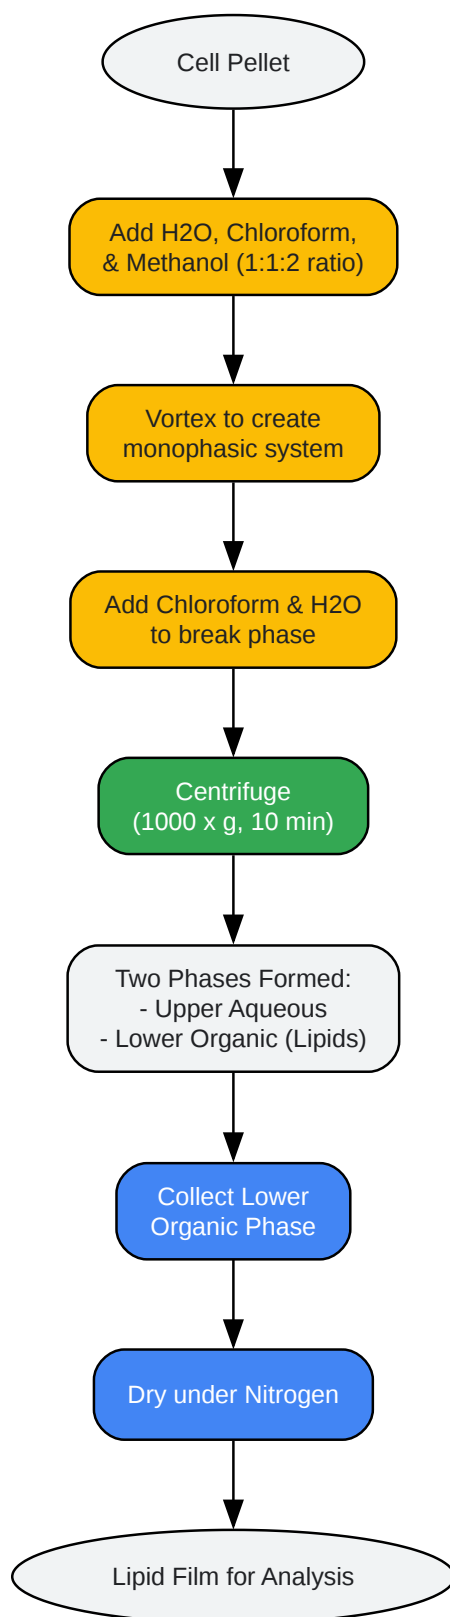 Cell Pellet
Add H2O, Chloroform,
& Methanol (1:1:2 ratio)
Vortex to create
monophasic system
Add Chloroform & H2O
to break phase
Centrifuge
(1000 x g, 10 min)
Two Phases Formed:
- Upper Aqueous
- Lower Organic (Lipids)
Collect Lower
Organic Phase
Dry under Nitrogen
Lipid Film for Analysis